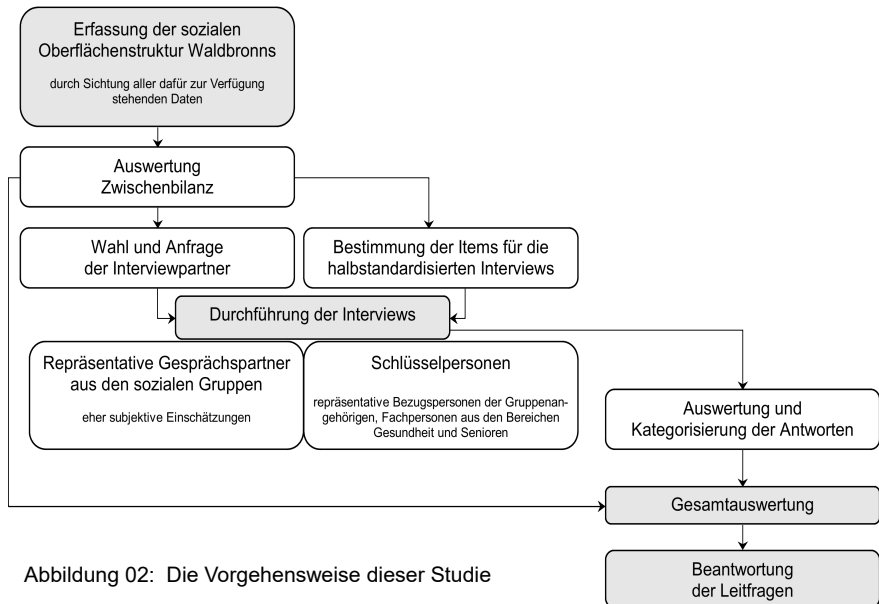 Erfassung der sozialen
Oberflächenstruktur Waldbronns
durch Sichtung aller dafür zur Verfügung
stehenden Daten
Auswertung
Zwischenbilanz
Wahl und Anfrage
der Interviewpartner
Bestimmung der Items für die
halbstandardisierten Interviews
Durchführung der Interviews
Repräsentative Gesprächspartner
aus den sozialen Gruppen
eher subjektive Einschätzungen
Schlüsselpersonen
repräsentative Bezugspersonen der Gruppenan-
gehörigen, Fachpersonen aus den Bereichen
Gesundheit und Senioren
Auswertung und
Kategorisierung der Antworten
Gesamtauswertung
Beantwortung
der Leitfragen
Abbildung 02: Die Vorgehensweise dieser Studie